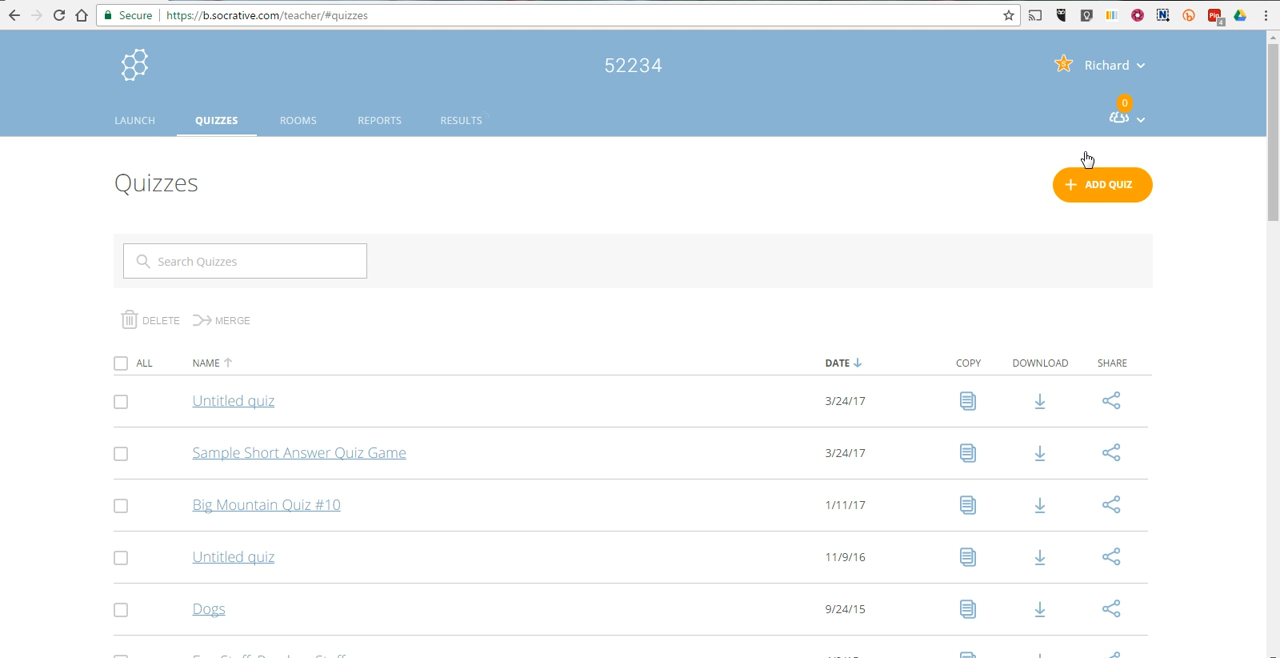 Secure https://b.socrative.com/teacher/#quizzes
52234
Richard
LAUNCH QUIZZES ROOMS REPORTS RESULTS
0
Quizzes
ADD QUIZ
Search Quizzes
DELETE MERGE
ALL NAME DATE COPY DOWNLOAD SHARE
Untitled quiz 3/24/17
Sample Short Answer Quiz Game 3/24/17
Big Mountain Quiz #10 1/11/17
Untitled quiz 11/9/16
Dogs 9/24/15